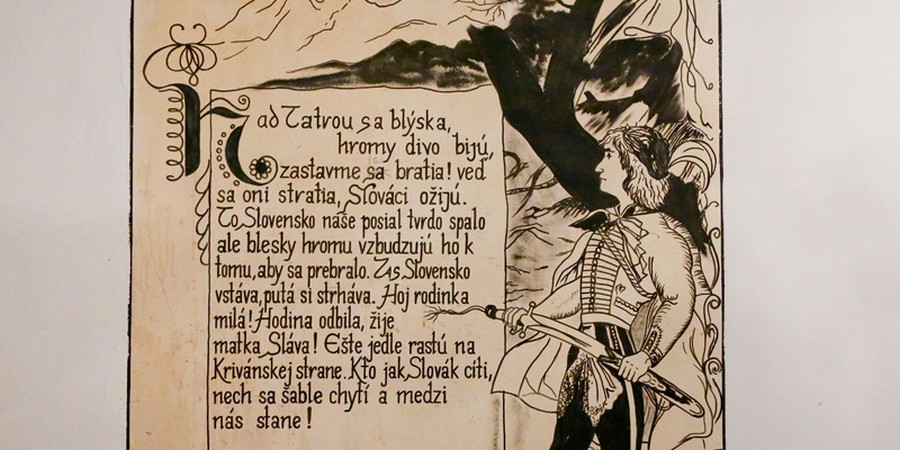 Nad Tatrou sa blýska,
hromy divo bijú,
zastavme sa bratia! veď
sa oni stratia, Slováci ožijú.
To Slovensko naše posial tvrdo spalo
ale blesky hromu vzbudzujú ho k
tomu, aby sa prebralo. Zas Slovensko
vstáva, putá si strháva. Hoj rodinka
milá! Hodina odbila, žije
matka Sláva! Ešte jedle rastú na
Krivánskej strane. Kto jak Slovák cíti,
nech sa šable chytí a medzi
nás stane!